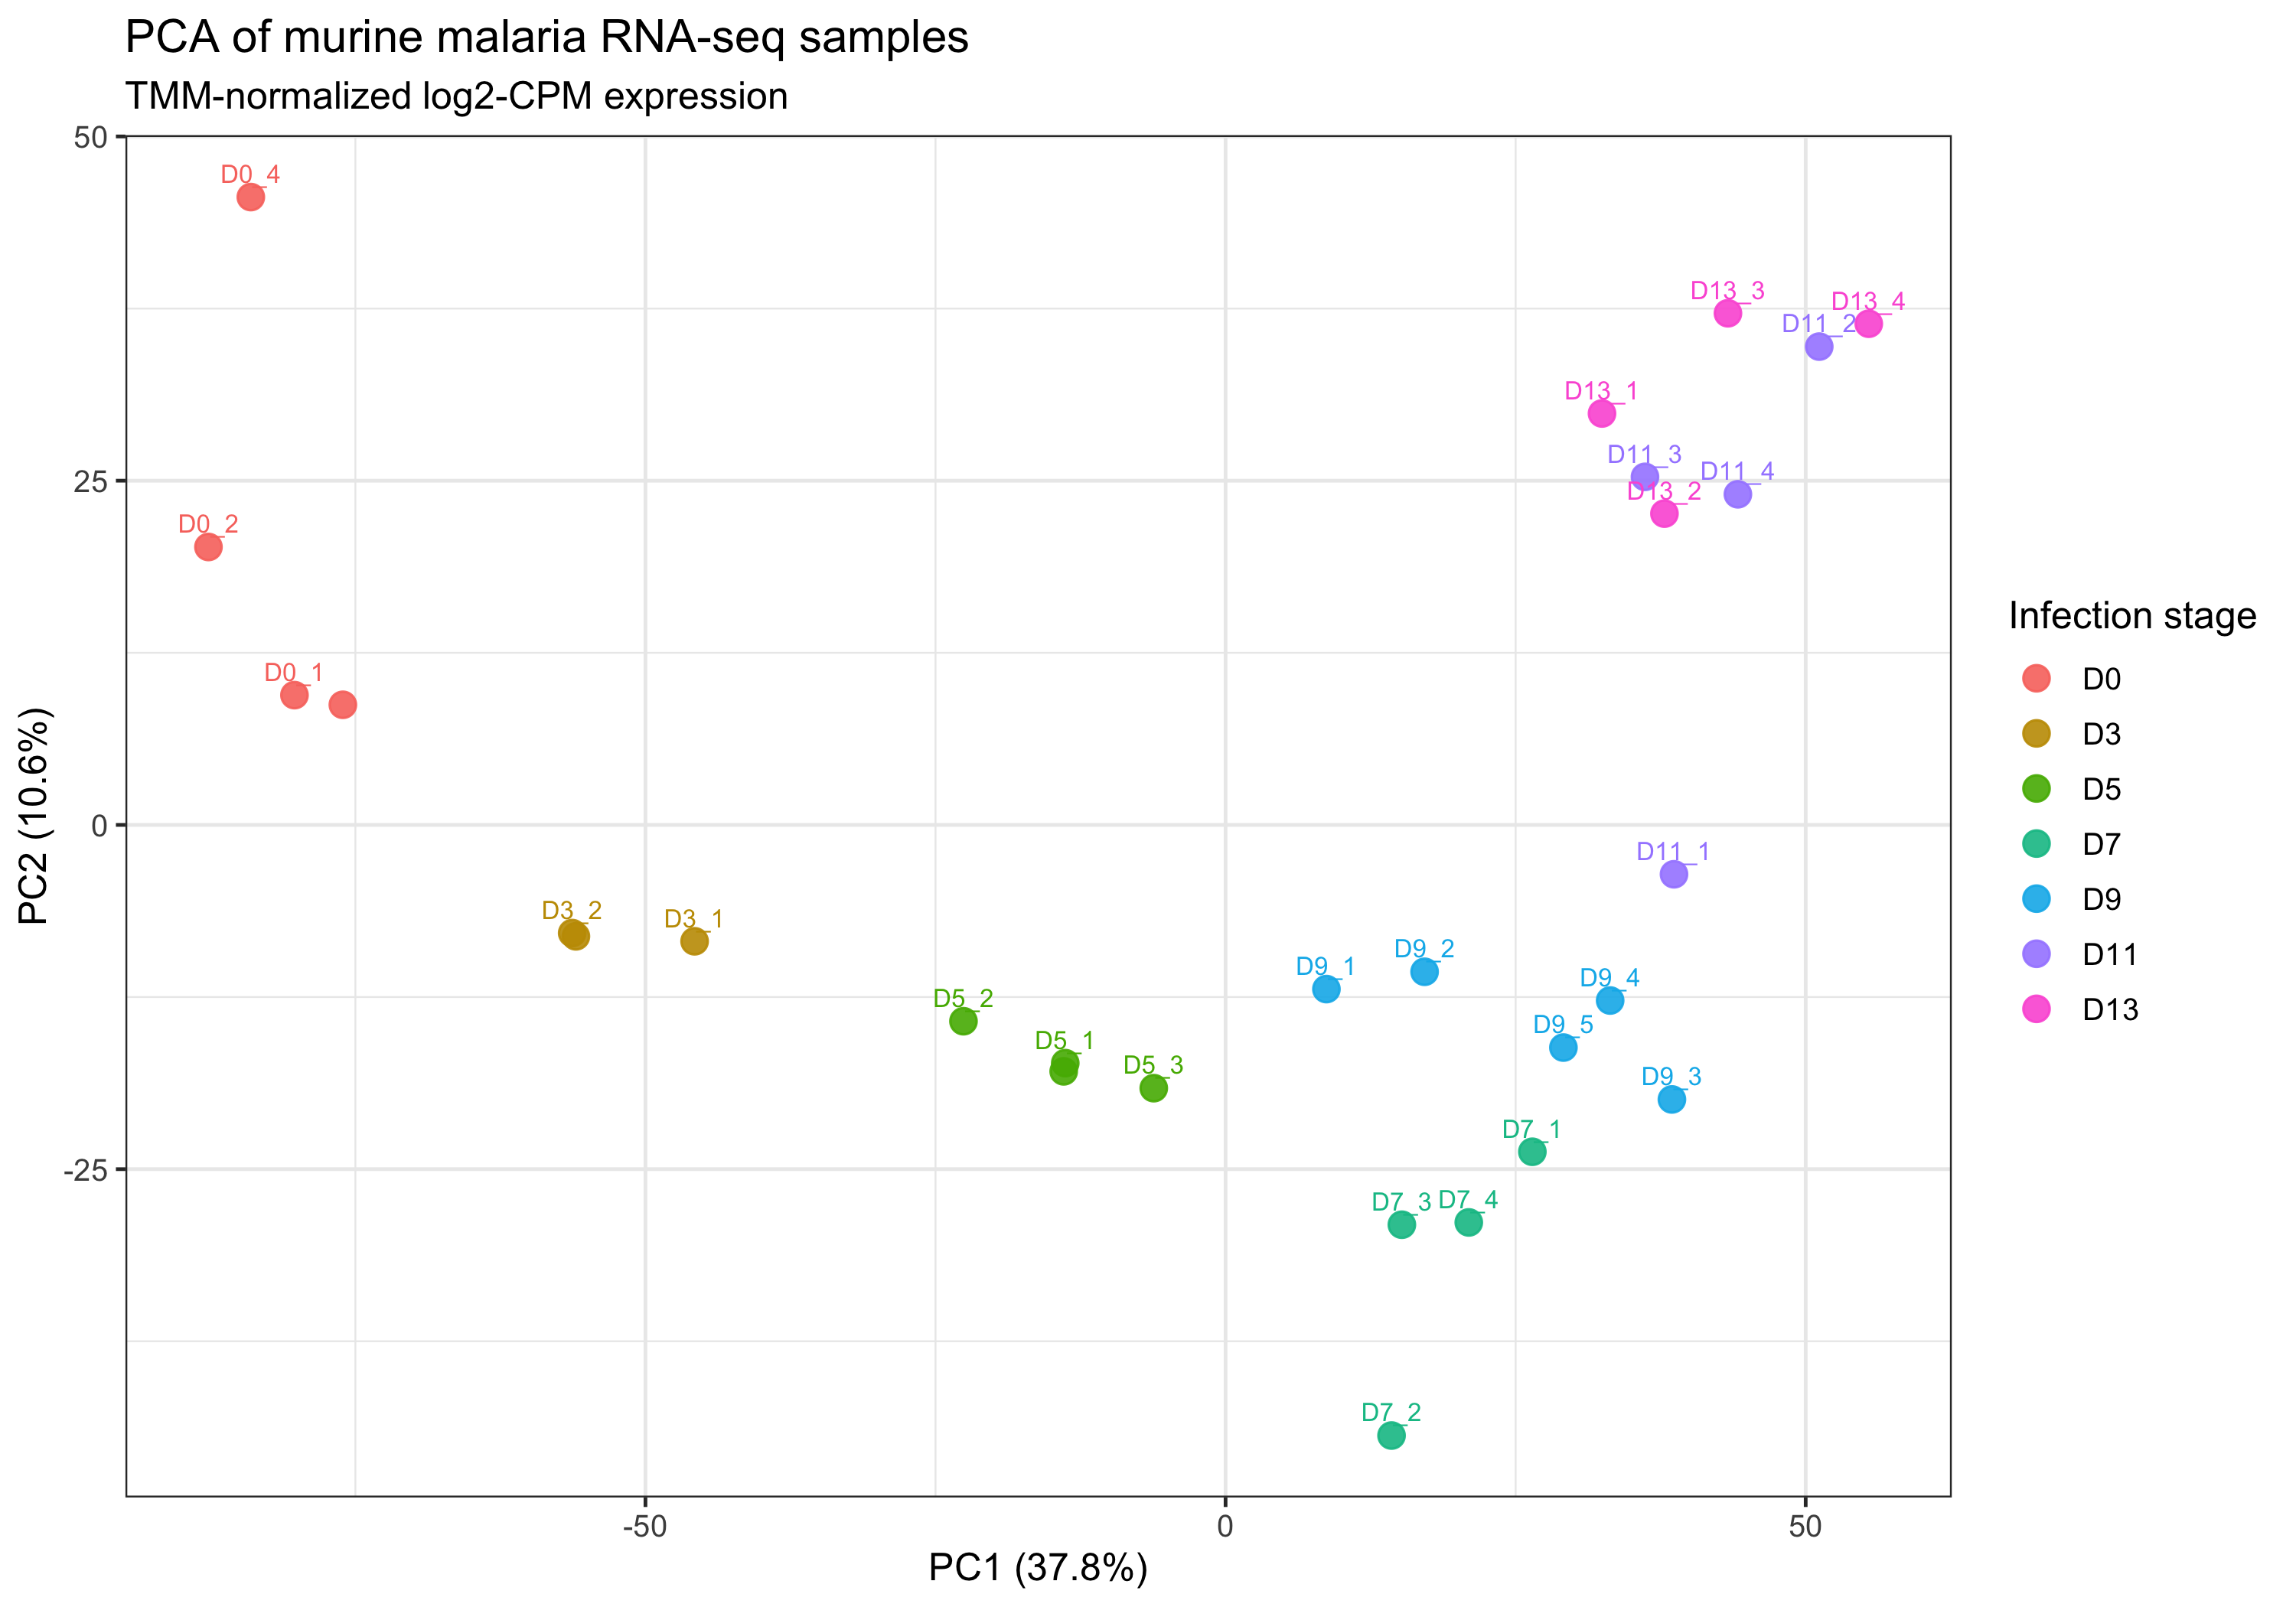 PCA of murine malaria RNA-seq samples
TMM-normalized log2-CPM expression
50
25
0
-25
PC2 (10.6%)
D0_4
D13_3
D13_4
D11_2
D13_1
D11_3
D11_4
D13_2
D0_2
D0_1
D11_1
D3_2
D3_1
D9_2
D9_1
D9_4
D5_2
D9_5
D5_1
D5_3
D9_3
D7_1
D7_3
D7_4
D7_2
-50
0
50
PC1 (37.8%)
Infection stage
D0
D3
D5
D7
D9
D11
D13